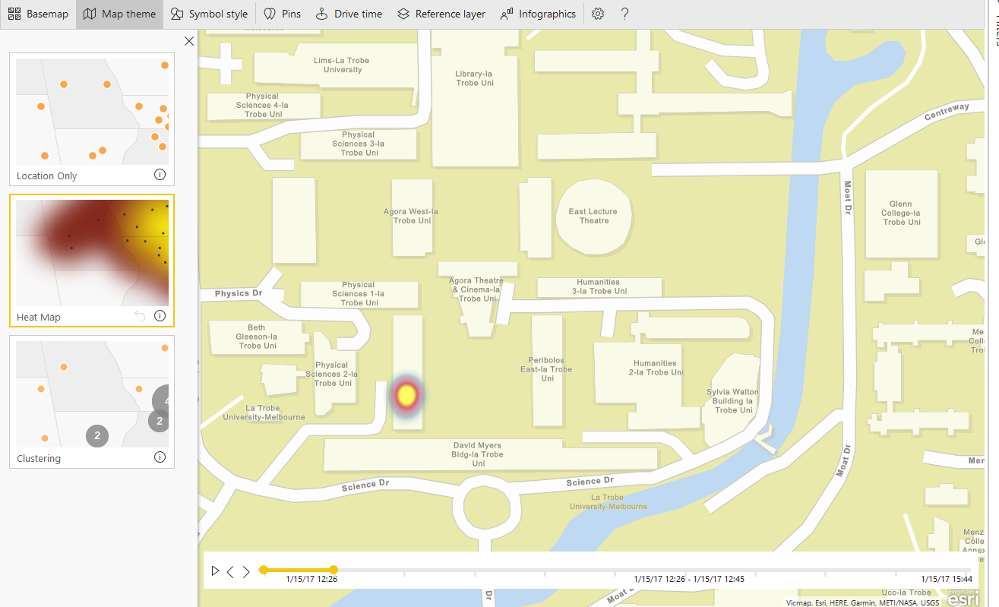 Basemap
Map theme
Symbol style
Pins
Drive time
Reference layer
Infographics
?
Filters
Location Only
Heat Map
4
2
2
Clustering
Melbourne
Lims-La Trobe
University
Library-la
Trobe Uni
Physical
Sciences 4-la
Trobe Uni
Centreway
Physical
Sciences 3-la
Trobe Uni
Moat Dr
Agora West-la
Trobe Uni
East Lecture
Theatre
Glenn
College-la
Trobe Uni
Physics Dr
Physical
Sciences 1-la
Trobe Uni
Agora Theatre
& Cinema-la
Trobe Uni
Humanities
3-la Trobe Uni
Beth
Gleeson-la
Trobe Uni
Physical
Sciences 2-la
Trobe Uni
Peribolos
East-la Trobe
Uni
Humanities
2-la Trobe Uni
Sylvia Walton
Building la
Trobe Uni
La Trobe
University-Melbourne
David Myers
Bldg-la Trobe
Uni
Moat Dr
Science Dr
Science Dr
La Trobe
University-Melbourne
1/15/17 12:26
1/15/17 12:26 - 1/15/17 12:45
1/15/17 15:44
Dr
Moat D
Ucc-la Trobe
POWERED BY
esri
Vicmap, Esri, HERE, Garmin, METI/NASA, USGS